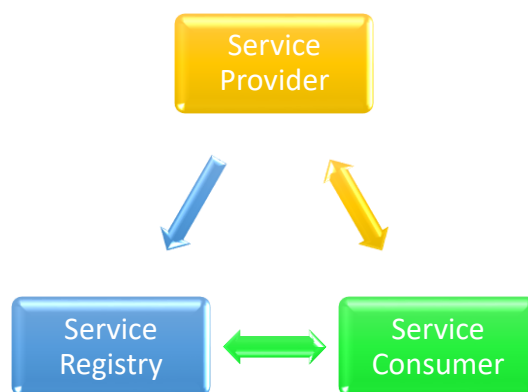 Service
Provider
Service
Registry
Service
Consumer